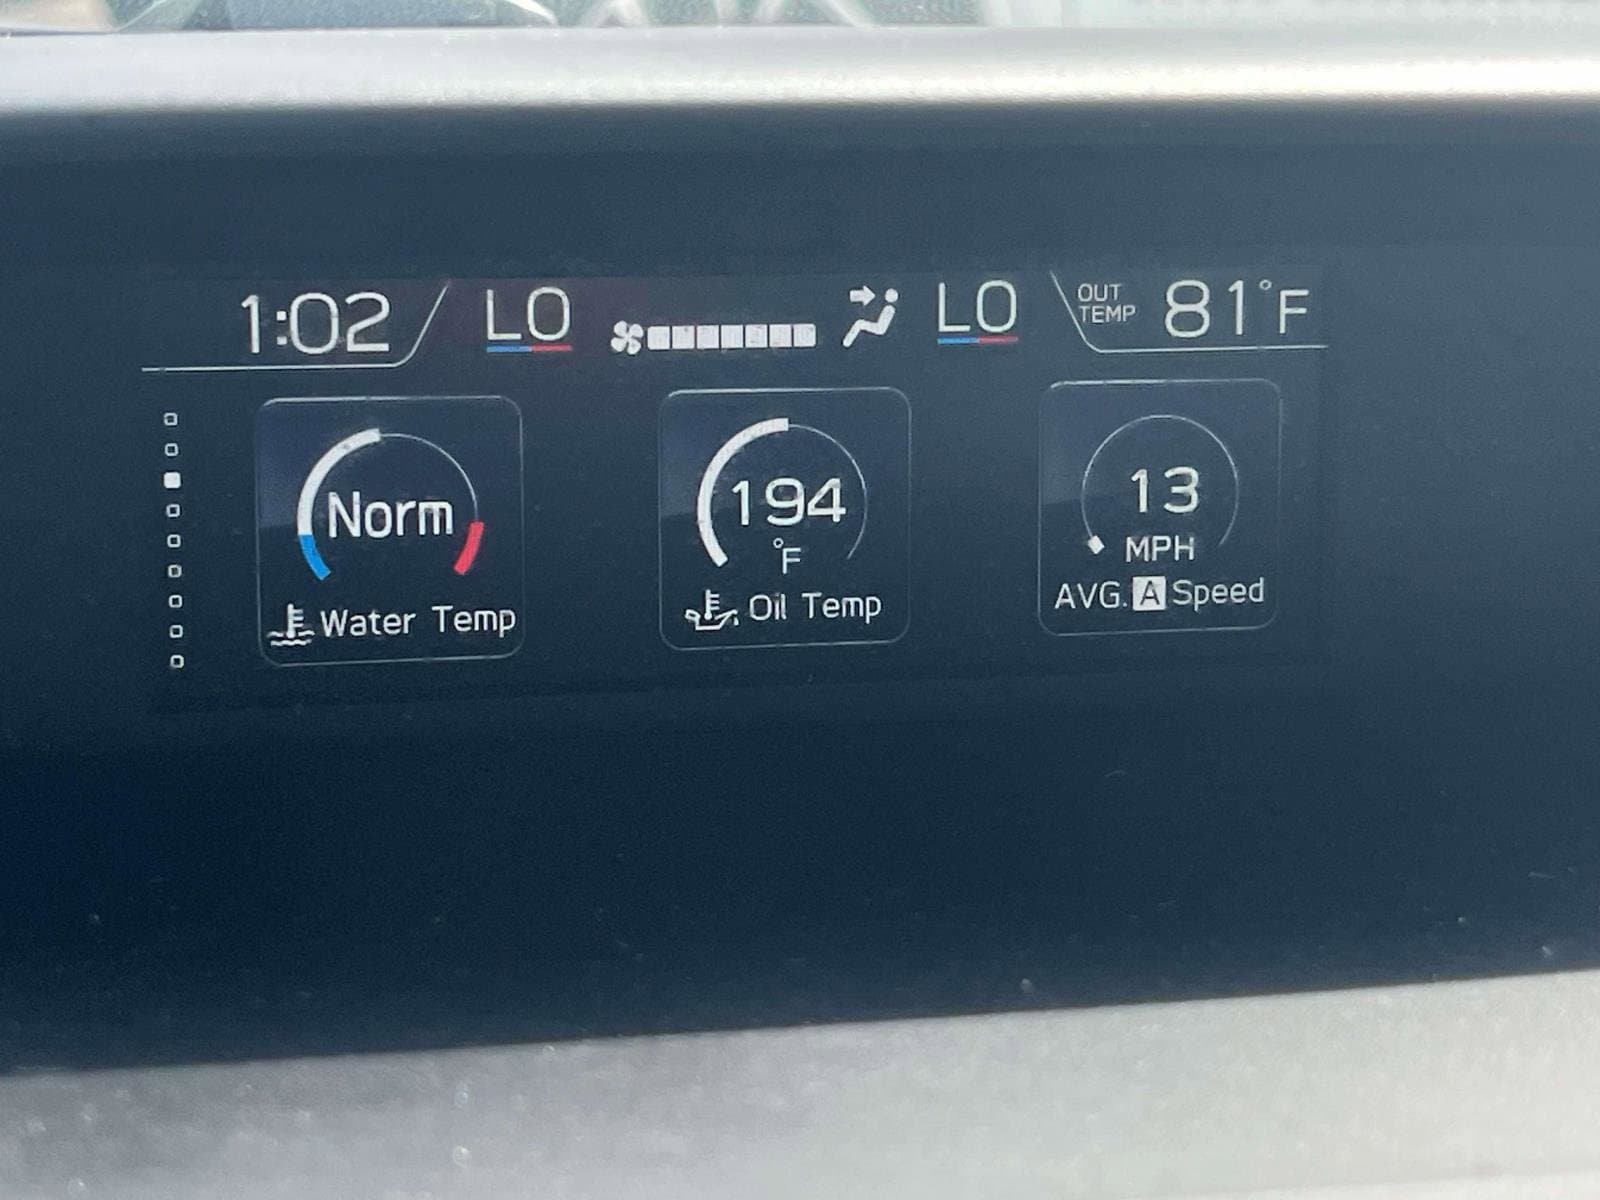 1:02 LO LO OUT TEMP 81°F
Norm
Water Temp
194
°F
Oil Temp
13
MPH
AVG. A Speed